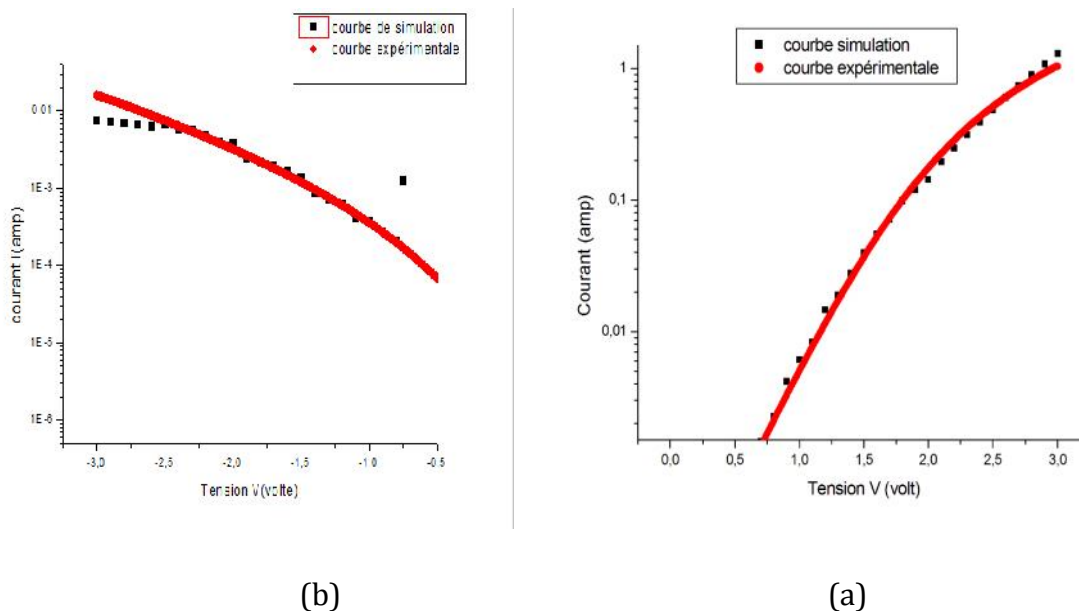 courbe de simulation
courbe expérimentale
0.01
1E-3
1E-4
1E-5
1E-6
courant I(amp)
-3,0 -2,5 -2,0 -1,5 -1,0 -0.5
Tension V(volte)
(b)
courbe simulation
courbe expérimentale
1
0,1
0,01
Courant (amp)
0,0 0,5 1,0 1,5 2,0 2,5 3,0
Tension V (volt)
(a)